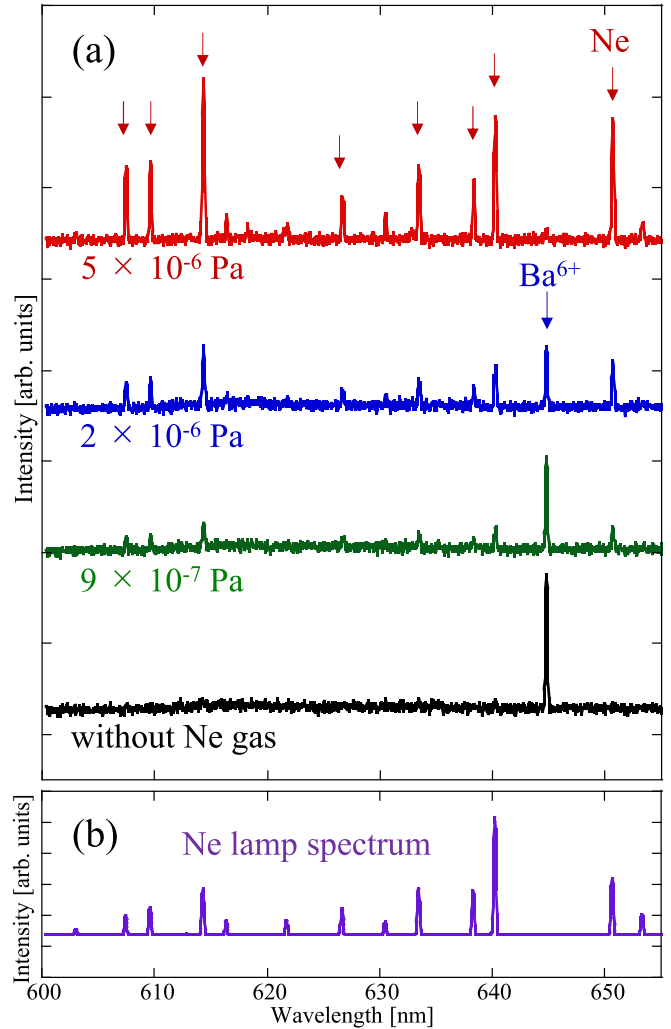 (a)
Ne
5 × 10⁻⁶ Pa
Ba⁶⁺
2 × 10⁻⁶ Pa
9 × 10⁻⁷ Pa
without Ne gas
Intensity [arb. units]
(b)
Ne lamp spectrum
Intensity [arb. units]
600 610 620 630 640 650
Wavelength [nm]